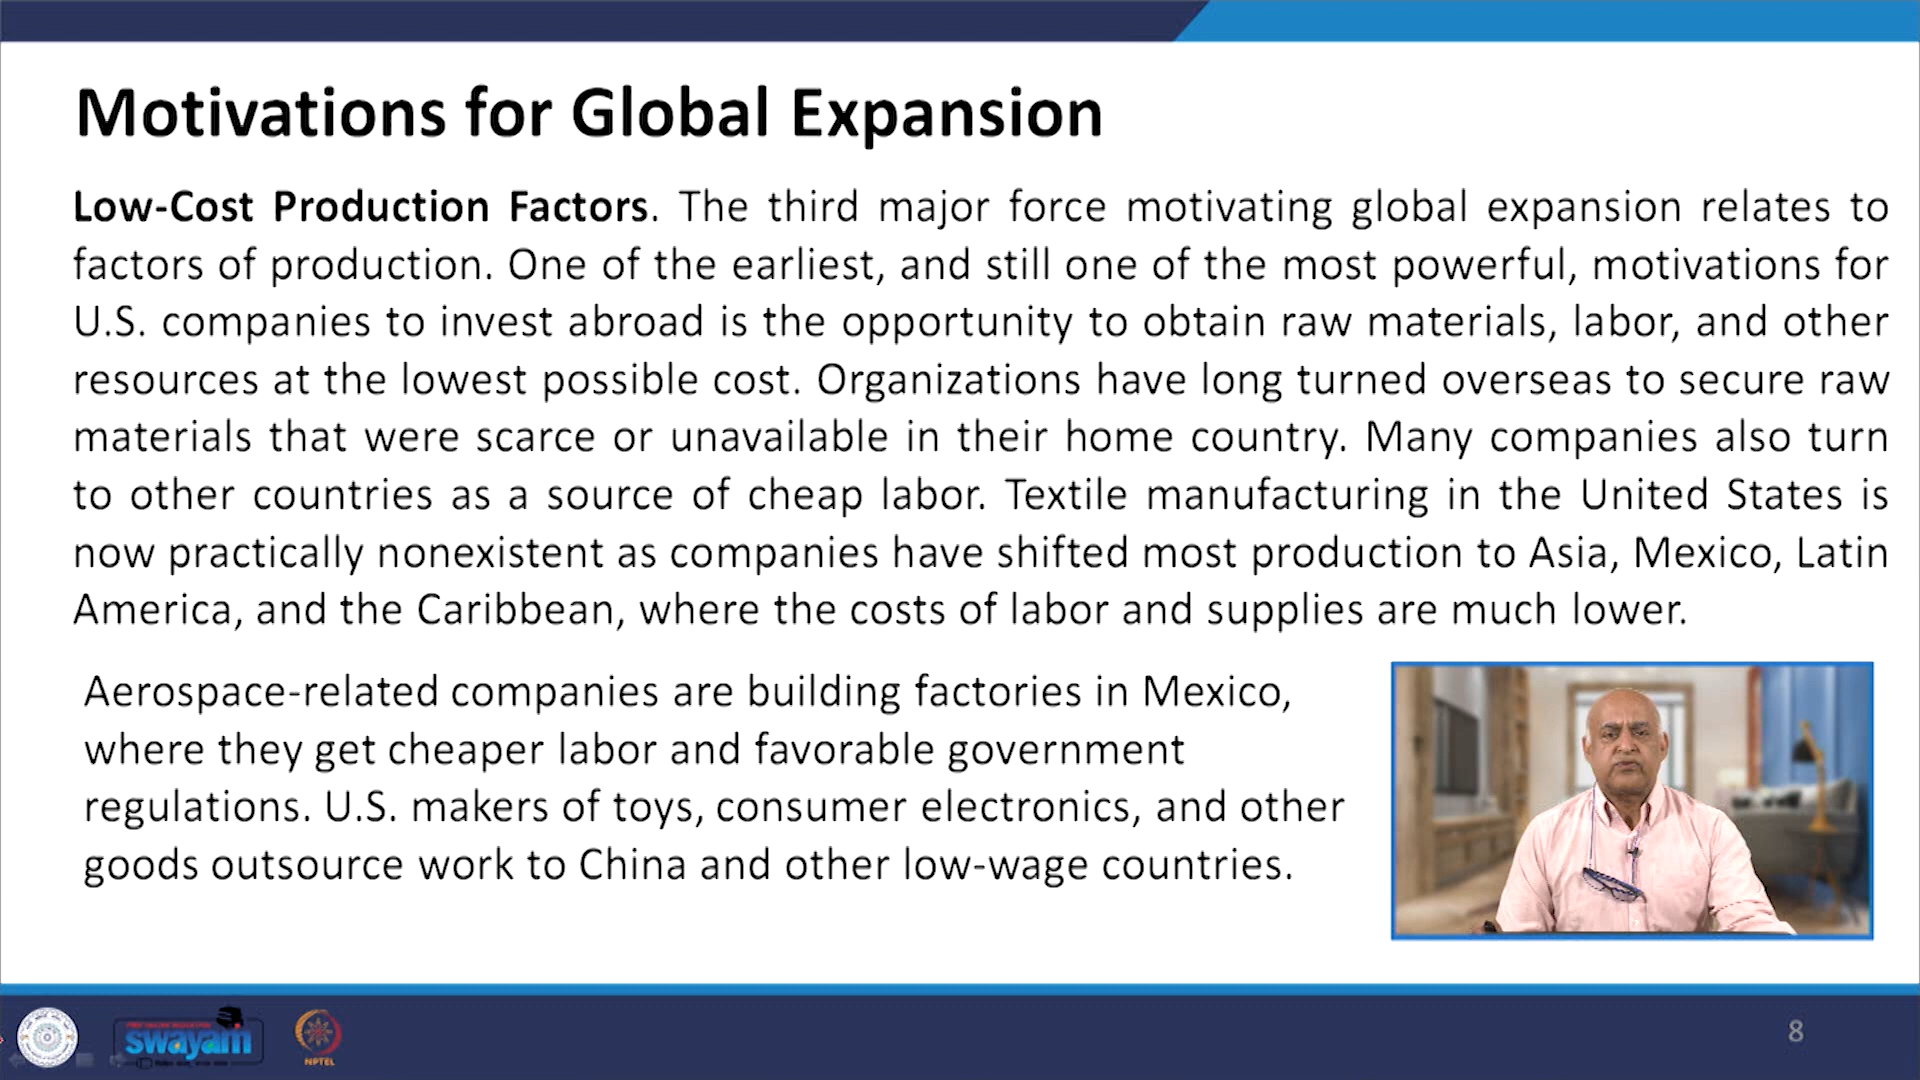 Motivations for Global Expansion
Low-Cost Production Factors. The third major force motivating global expansion relates to
factors of production. One of the earliest, and still one of the most powerful, motivations for
U.S. companies to invest abroad is the opportunity to obtain raw materials, labor, and other
resources at the lowest possible cost. Organizations have long turned overseas to secure raw
materials that were scarce or unavailable in their home country. Many companies also turn
to other countries as a source of cheap labor. Textile manufacturing in the United States is
now practically nonexistent as companies have shifted most production to Asia, Mexico, Latin
America, and the Caribbean, where the costs of labor and supplies are much lower.
Aerospace-related companies are building factories in Mexico,
where they get cheaper labor and favorable government
regulations. U.S. makers of toys, consumer electronics, and other
goods outsource work to China and other low-wage countries.
swayam
NPTEL
8